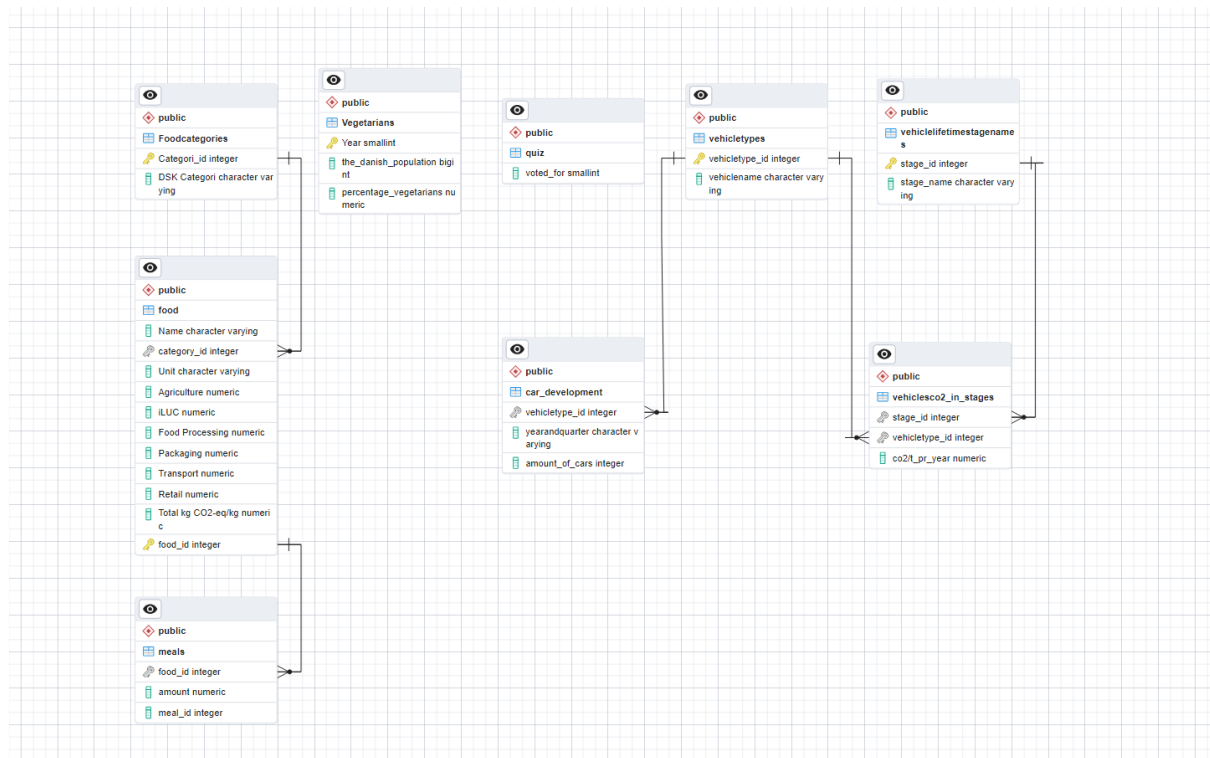 public
Foodcategories
Categori_id integer
DSK Categori character var
ying
public
Vegetarians
Year smallint
the_danish_population bigi
nt
percentage_vegetarians nu
meric
public
quiz
voted_for smallint
public
vehicletypes
vehicletype_id integer
vehiclename character vary
ing
public
vehiclelifetimestagename
s
stage_id integer
stage_name character vary
ing
public
food
Name character varying
category_id integer
Unit character varying
Agriculture numeric
iLUC numeric
Food Processing numeric
Packaging numeric
Transport numeric
Retail numeric
Total kg CO2-eq/kg numeri
c
food_id integer
public
car_development
vehicletype_id integer
yearandquarter character v
arying
amount_of_cars integer
public
vehiclesco2_in_stages
stage_id integer
vehicletype_id integer
co2/t_pr_year numeric
public
meals
food_id integer
amount numeric
meal_id integer